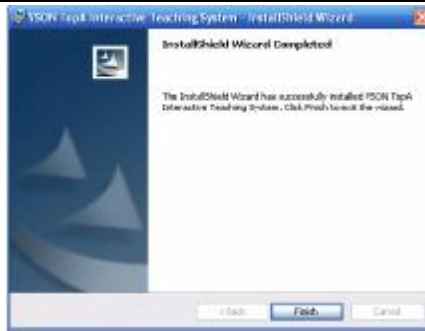 VSON TopA Interactive Teaching System - InstallShield Wizard
InstallShield Wizard Completed
The InstallShield Wizard has successfully installed VSON TopA
Interactive Teaching System. Click Finish to exit the wizard.
< Back
Finish
Cancel